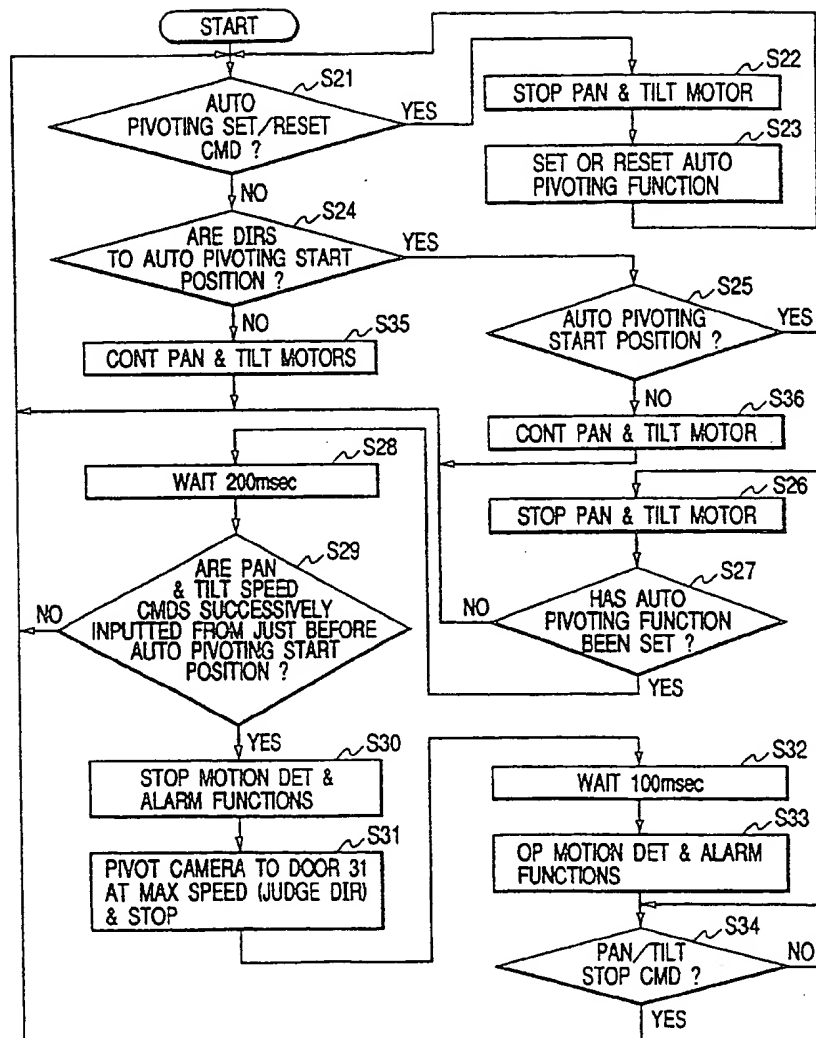 START
S21
AUTO
PIVOTING SET/RESET
CMD ?
YES
NO
S22
STOP PAN & TILT MOTOR
S23
SET OR RESET AUTO
PIVOTING FUNCTION
S24
ARE DIRS
TO AUTO PIVOTING START
POSITION ?
YES
NO
S25
AUTO PIVOTING
START POSITION ?
YES
NO
S35
CONT PAN & TILT MOTORS
S36
CONT PAN & TILT MOTOR
S26
STOP PAN & TILT MOTOR
S27
HAS AUTO
PIVOTING FUNCTION
BEEN SET ?
NO
YES
S28
WAIT 200msec
S29
ARE PAN
& TILT SPEED
CMDS SUCCESSIVELY
INPUTTED FROM JUST BEFORE
AUTO PIVOTING START
POSITION ?
NO
YES
S30
STOP MOTION DET &
ALARM FUNCTIONS
S31
PIVOT CAMERA TO DOOR 31
AT MAX SPEED (JUDGE DIR)
& STOP
S32
WAIT 100msec
S33
OP MOTION DET & ALARM
FUNCTIONS
S34
PAN/TILT
STOP CMD ?
NO
YES